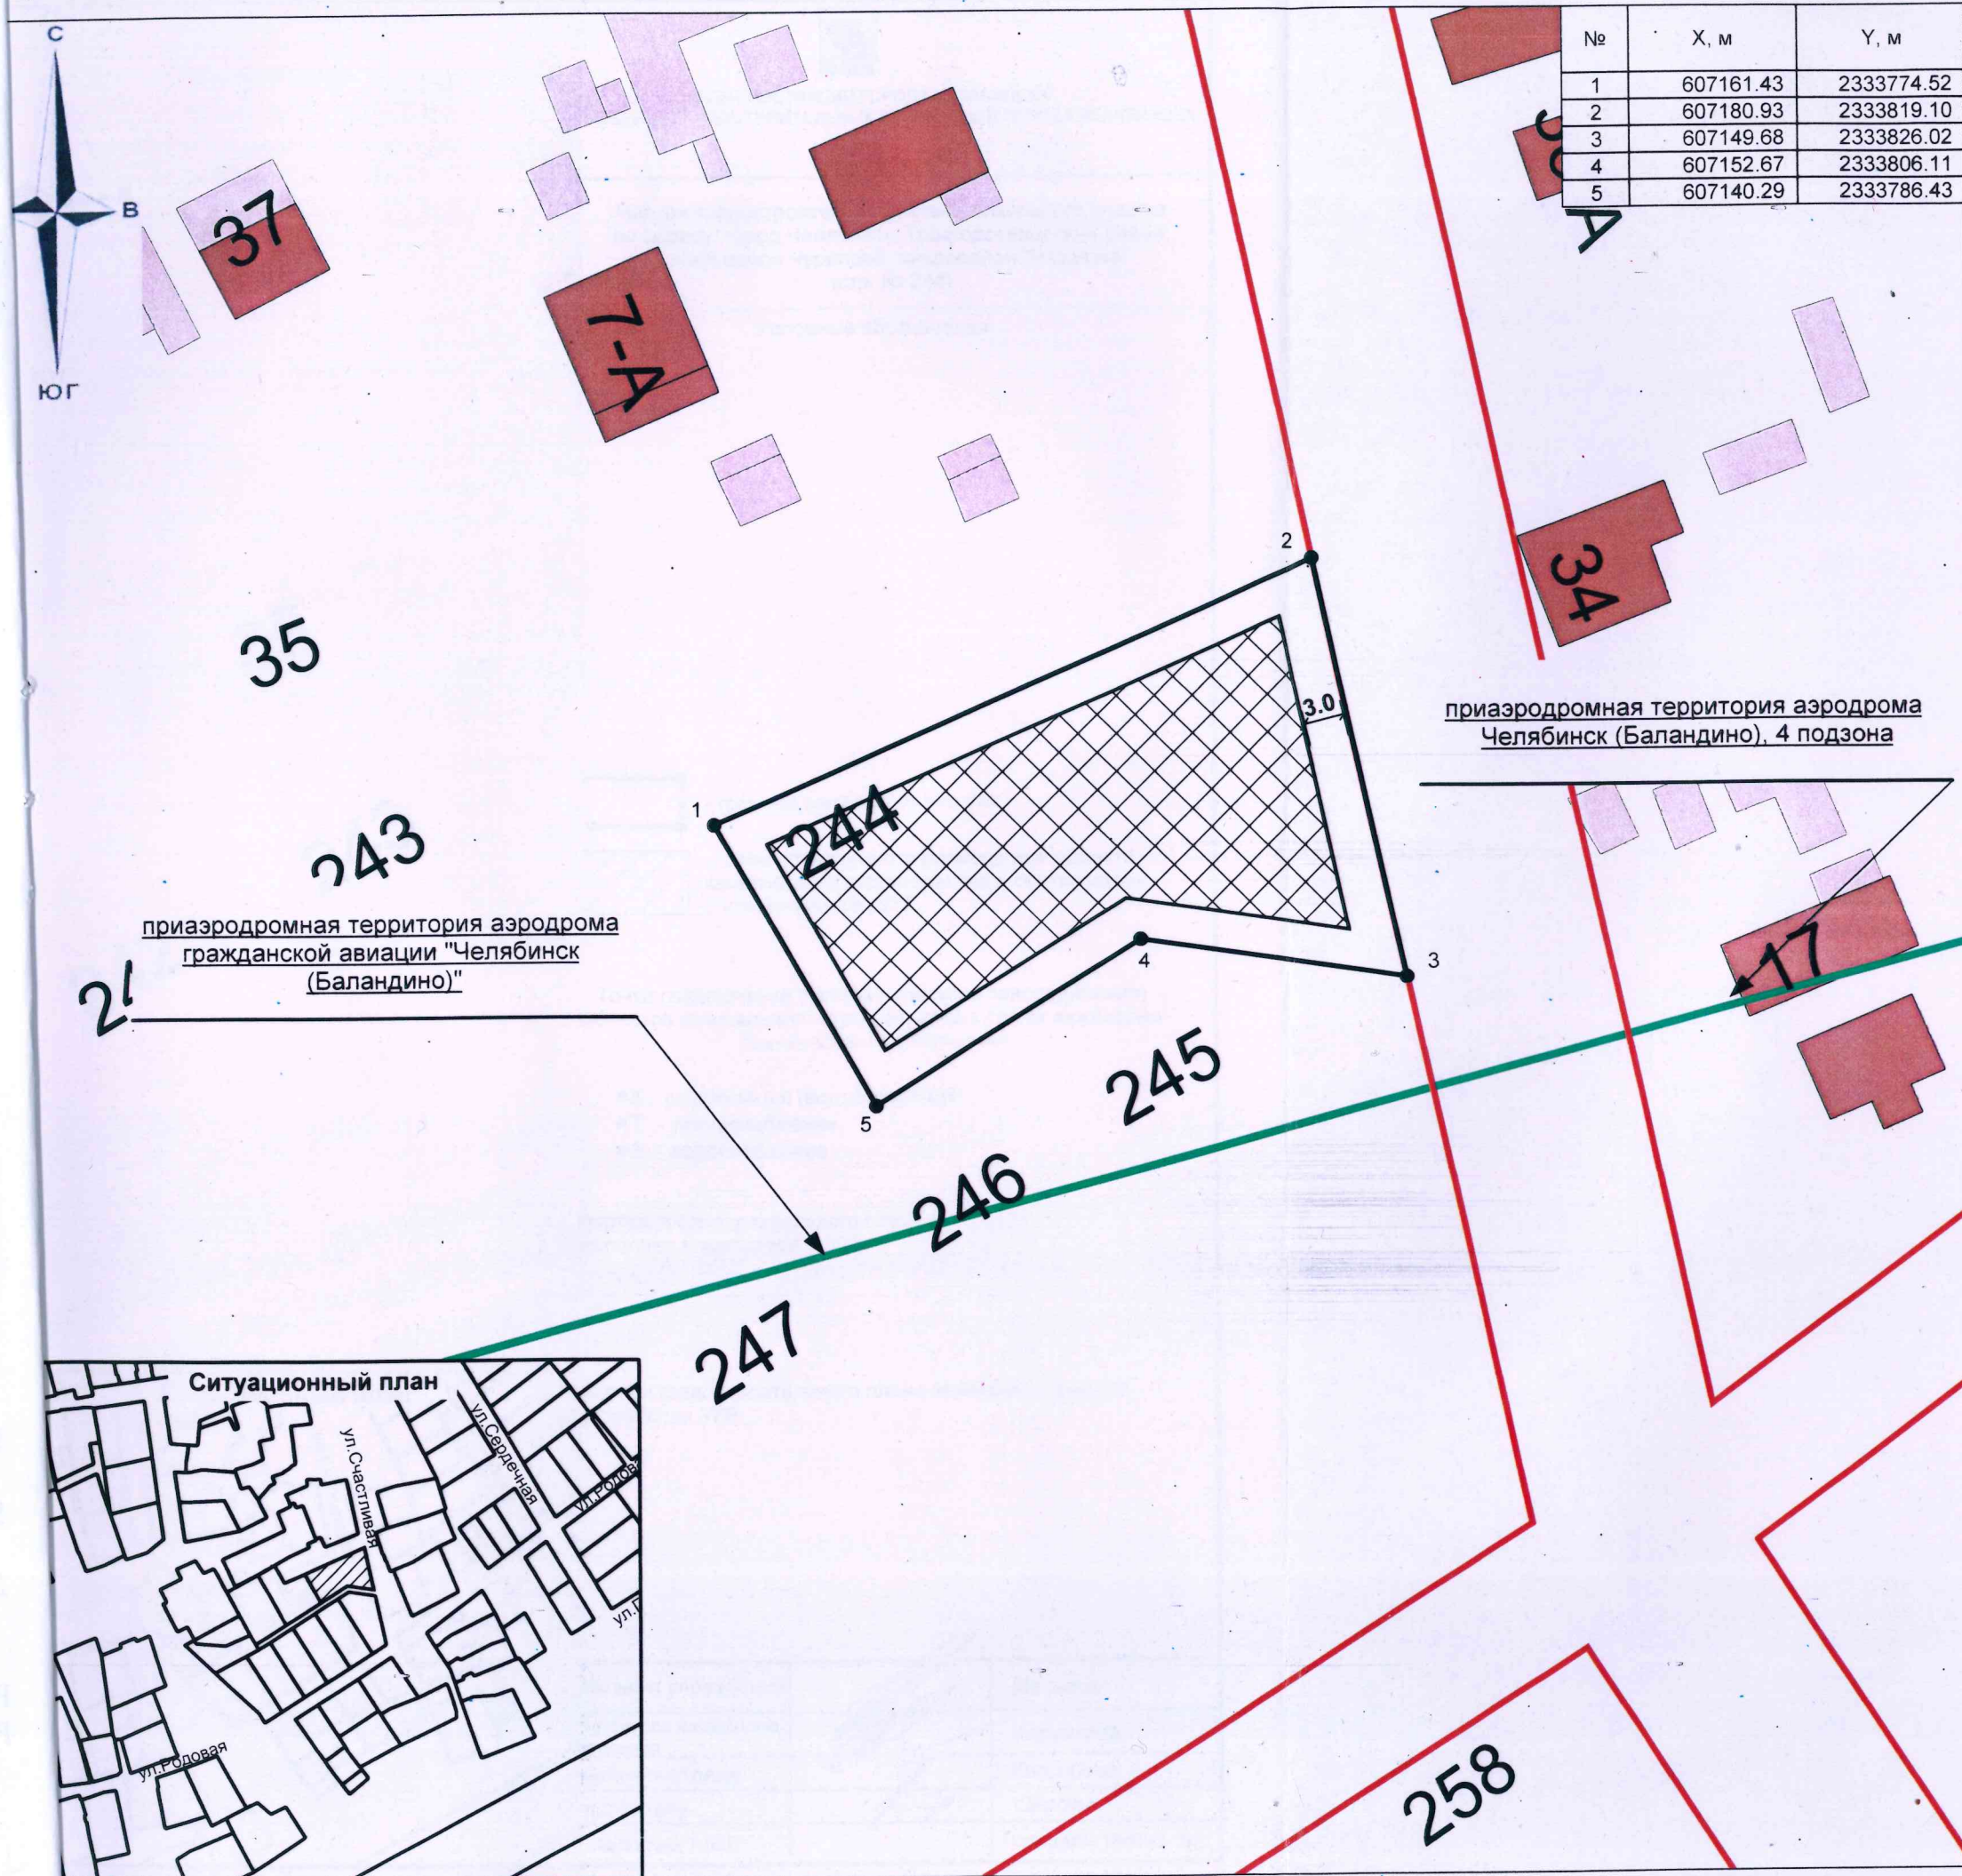 С
В
ЮГ
№ X, м Y, м
1 607161.43 2333774.52
2 607180.93 2333819.10
3 607149.68 2333826.02
4 607152.67 2333806.11
5 607140.29 2333786.43
37
7-А
А
34
35
2
3.0
приаэродромная территория аэродрома
Челябинск (Баландино), 4 подзона
1
244
243
приаэродромная территория аэродрома
гражданской авиации "Челябинск
(Баландино)"
17
4
3
245
5
246
247
Ситуационный план
ул.Счастливая
ул.Сердечная
ул.Родовая
258